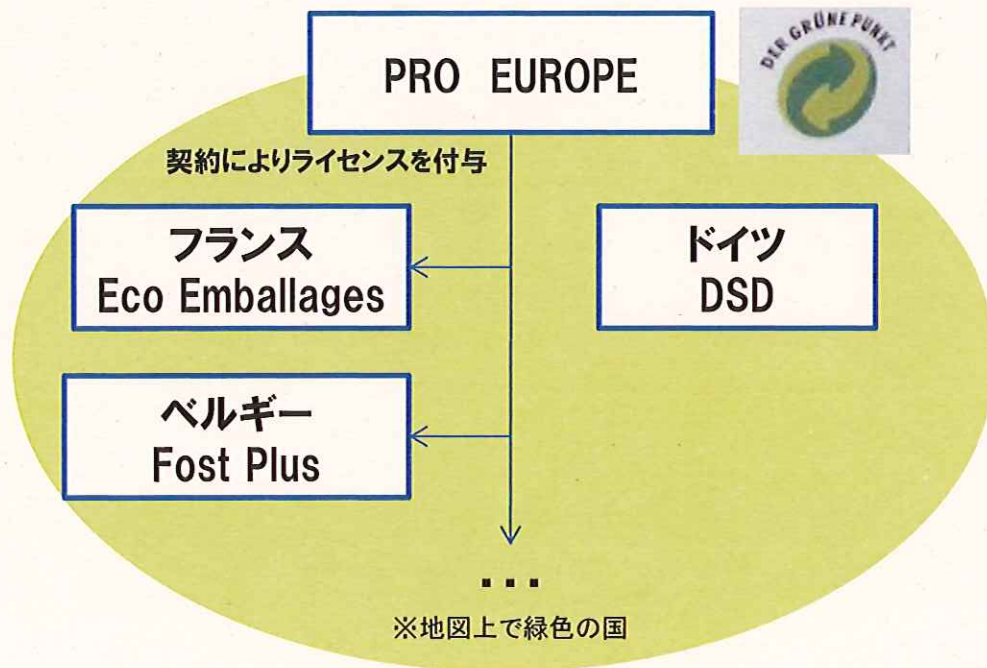 PRO EUROPE
DER GRÜNE PUNKT
契約によりライセンスを付与
フランス
Eco Emballages
ドイツ
DSD
ベルギー
Fost Plus
...
※地図上で緑色の国